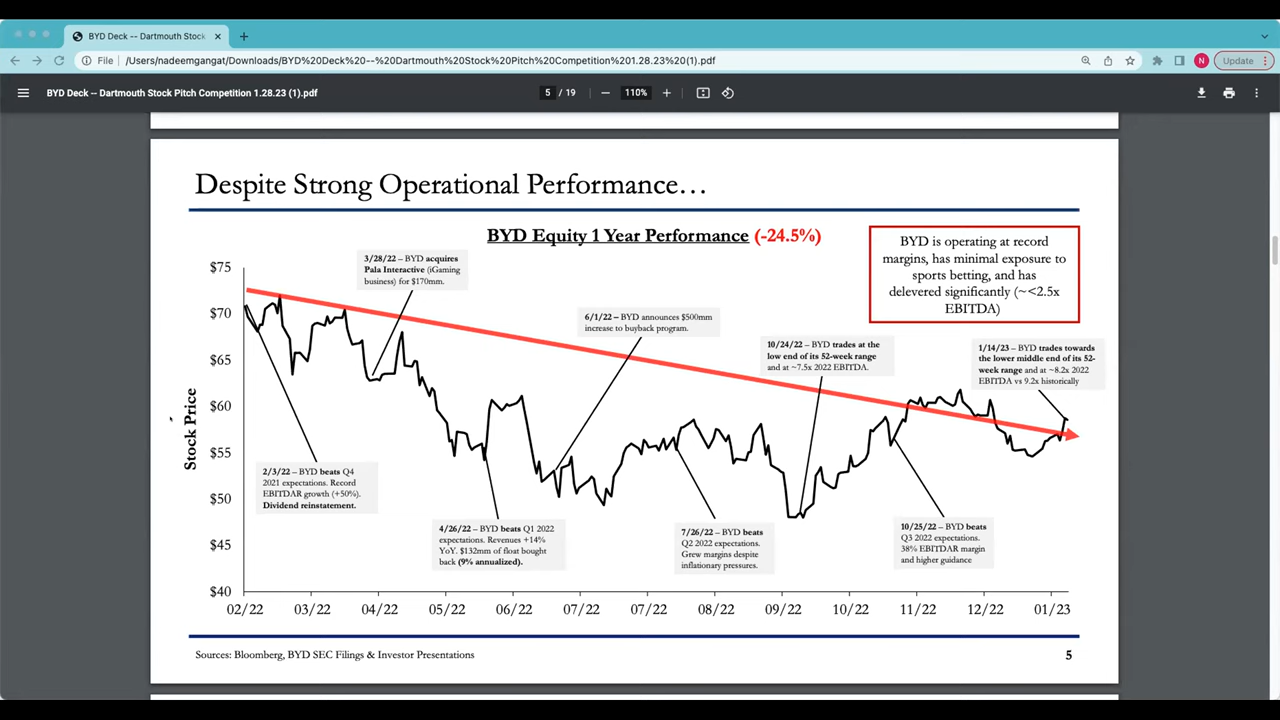 BYD Deck -- Dartmouth Stock
File
/Users/nadeemgangat/Downloads/BYD%20Deck%20--%20Dartmouth%20Stock%20Pitch%20Competition%201.28.23%20(1).pdf
N
Update
BYD Deck -- Dartmouth Stock Pitch Competition 1.28.23 (1).pdf
5 / 19
110%
Despite Strong Operational Performance…
BYD Equity 1 Year Performance (-24.5%)
BYD is operating at record
margins, has minimal exposure to
sports betting, and has
delevered significantly (~<2.5x
EBITDA)
3/28/22 – BYD acquires
Pala Interactive (iGaming
business) for $170mm.
6/1/22 – BYD announces $500mm
increase to buyback program.
10/24/22 – BYD trades at the
low end of its 52-week range
and at ~7.5x 2022 EBITDA.
1/14/23 – BYD trades towards
the lower middle end of its 52-
week range and at ~8.2x 2022
EBITDA vs 9.2x historically
2/3/22 – BYD beats Q4
2021 expectations. Record
EBITDAR growth (+50%).
Dividend reinstatement.
4/26/22 – BYD beats Q1 2022
expectations. Revenues +14%
YoY. $132mm of float bought
back (9% annualized).
7/26/22 – BYD beats
Q2 2022 expectations.
Grew margins despite
inflationary pressures.
10/25/22 – BYD beats
Q3 2022 expectations.
38% EBITDAR margin
and higher guidance
Stock Price
$75
$70
$65
$60
$55
$50
$45
$40
02/22 03/22 04/22 05/22 06/22 07/22 07/22 08/22 09/22 10/22 11/22 12/22 01/23
Sources: Bloomberg, BYD SEC Filings & Investor Presentations
5